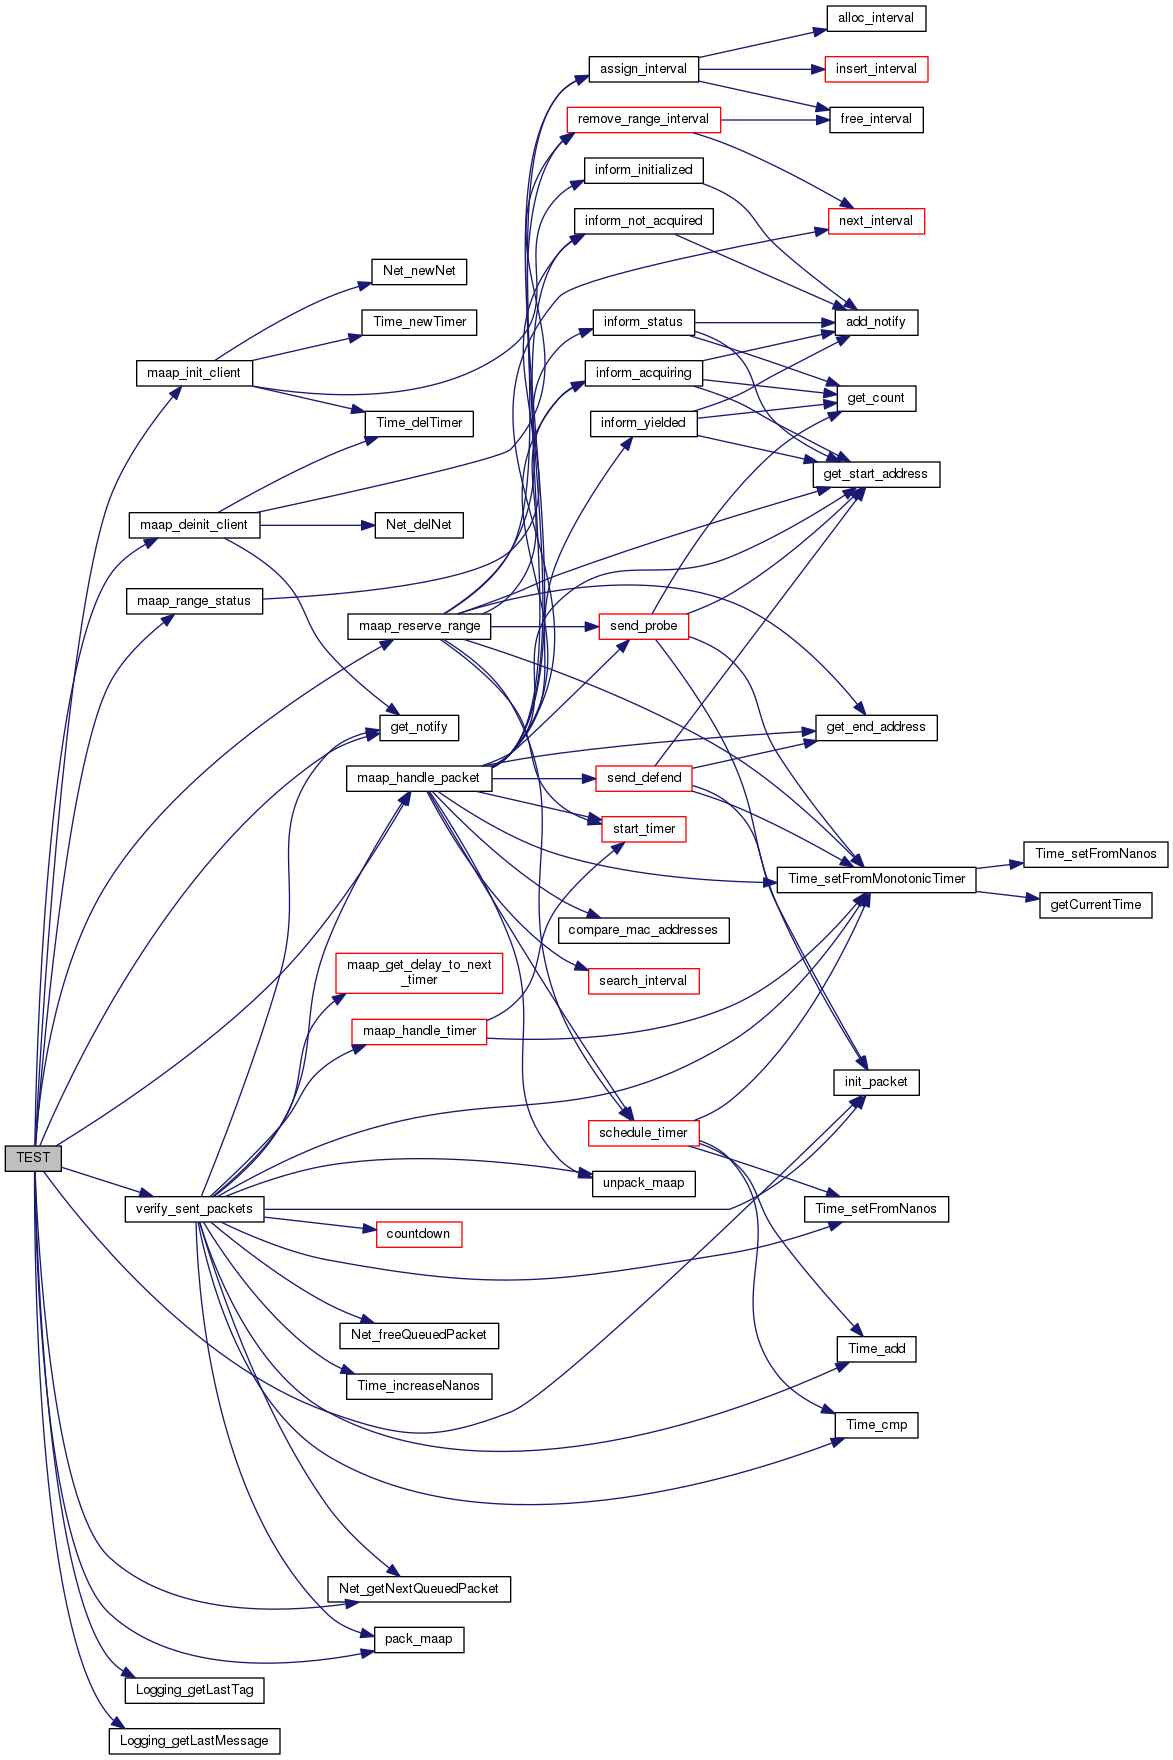 alloc_interval
assign_interval
insert_interval
remove_range_interval
free_interval
inform_initialized
inform_not_acquired
next_interval
Net_newNet
Time_newTimer
inform_status
add_notify
maap_init_client
inform_acquiring
get_count
Time_delTimer
inform_yielded
get_start_address
maap_deinit_client
Net_delNet
maap_range_status
maap_reserve_range
send_probe
get_notify
get_end_address
maap_handle_packet
send_defend
start_timer
Time_setFromNanos
Time_setFromMonotonicTimer
getCurrentTime
compare_mac_addresses
maap_get_delay_to_next
_timer
search_interval
maap_handle_timer
init_packet
schedule_timer
TEST
unpack_maap
verify_sent_packets
Time_setFromNanos
countdown
Net_freeQueuedPacket
Time_add
Time_increaseNanos
Time_cmp
Net_getNextQueuedPacket
pack_maap
Logging_getLastTag
Logging_getLastMessage